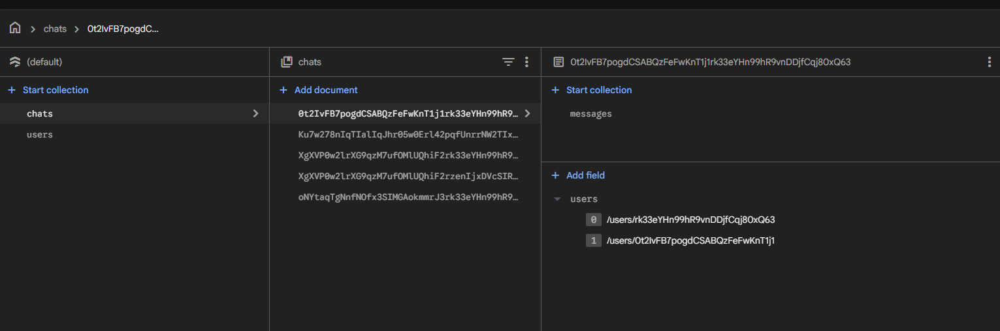 chats > 0t2IvFB7pogdC...
(default)
+ Start collection
chats
users
chats
+ Add document
0t2IvFB7pogdCSABQzFeFwKnT1j1rk33eYHn99hR9...
Ku7w278nIqTIalIqJhr05w0Erl42pqfUnrrNW2TIx...
XgXVP0w2lrXG9qzM7ufOMlUQhiF2rk33eYHn99hR9...
XgXVP0w2lrXG9qzM7ufOMlUQhiF2rzenIjxDVcSIR...
oNYtaqTgNnfNOfx3SIMGAokmmrJ3rk33eYHn99hR9...
0t2IvFB7pogdCSABQzFeFwKnT1j1rk33eYHn99hR9vnDDjfCqj80xQ63
+ Start collection
messages
+ Add field
users
0 /users/rk33eYHn99hR9vnDDjfCqj80xQ63
1 /users/0t2IvFB7pogdCSABQzFeFwKnT1j1